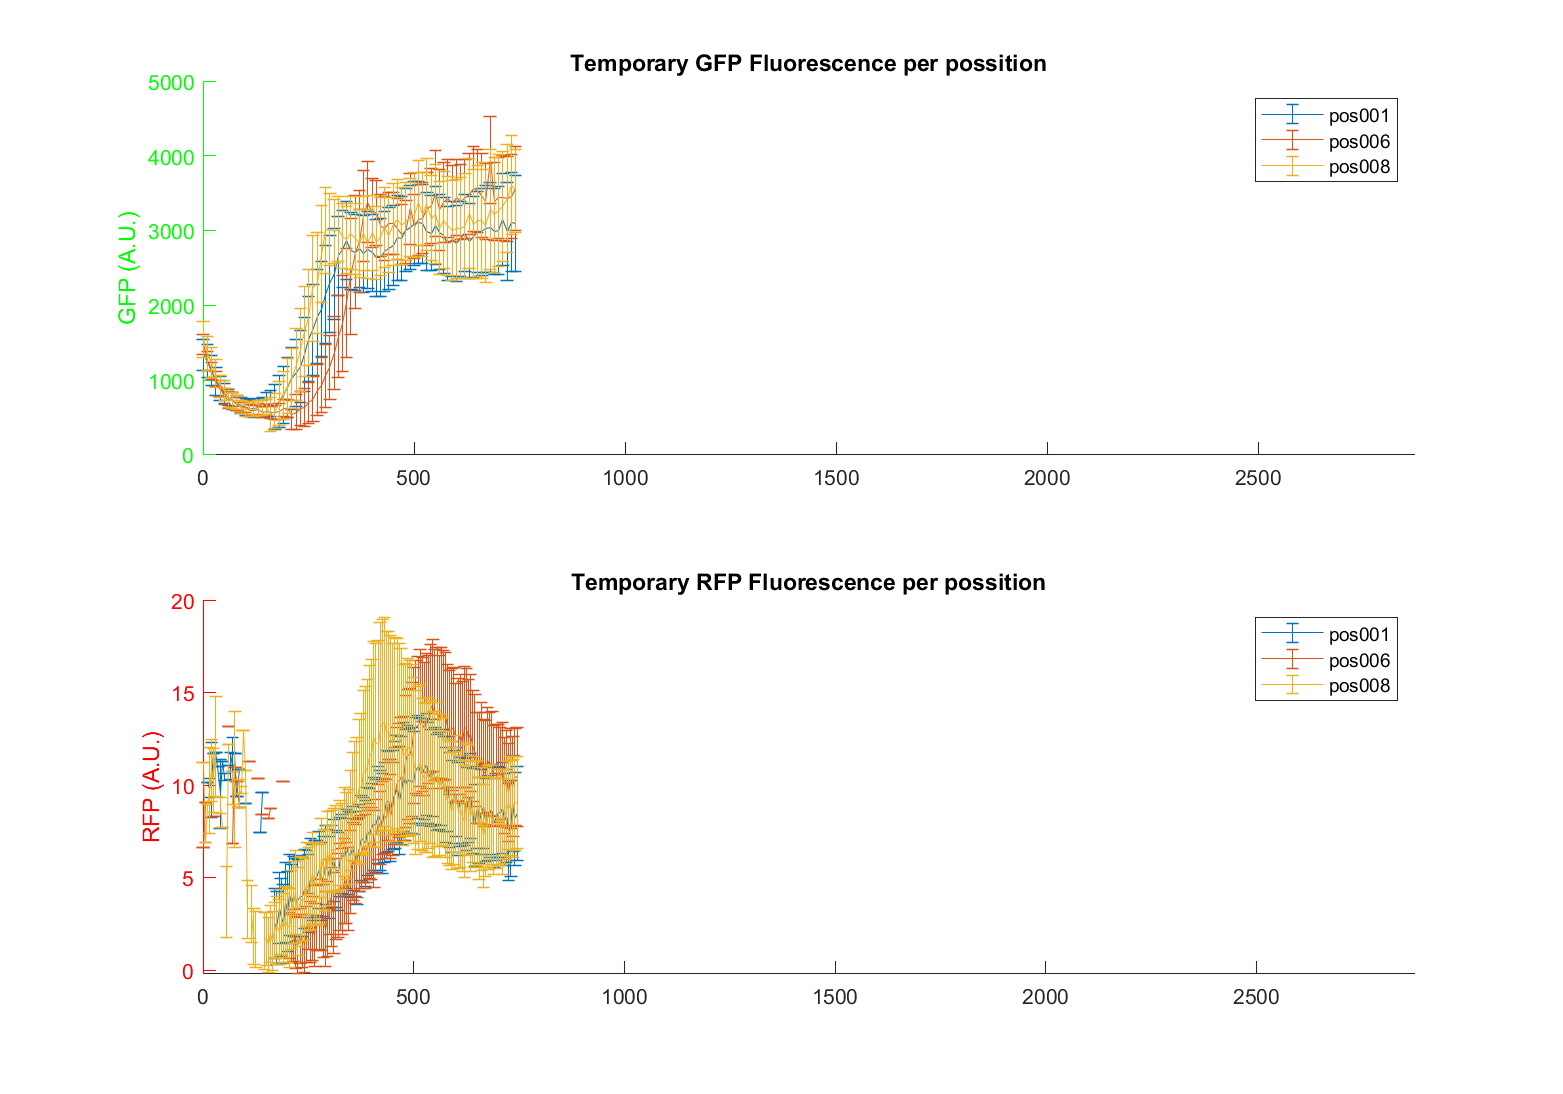 Temporary GFP Fluorescence per possition
5000
4000
3000
2000
1000
0
GFP (A.U.)
0 500 1000 1500 2000 2500
pos001
pos006
pos008
Temporary RFP Fluorescence per possition
20
15
10
5
0
RFP (A.U.)
0 500 1000 1500 2000 2500
pos001
pos006
pos008